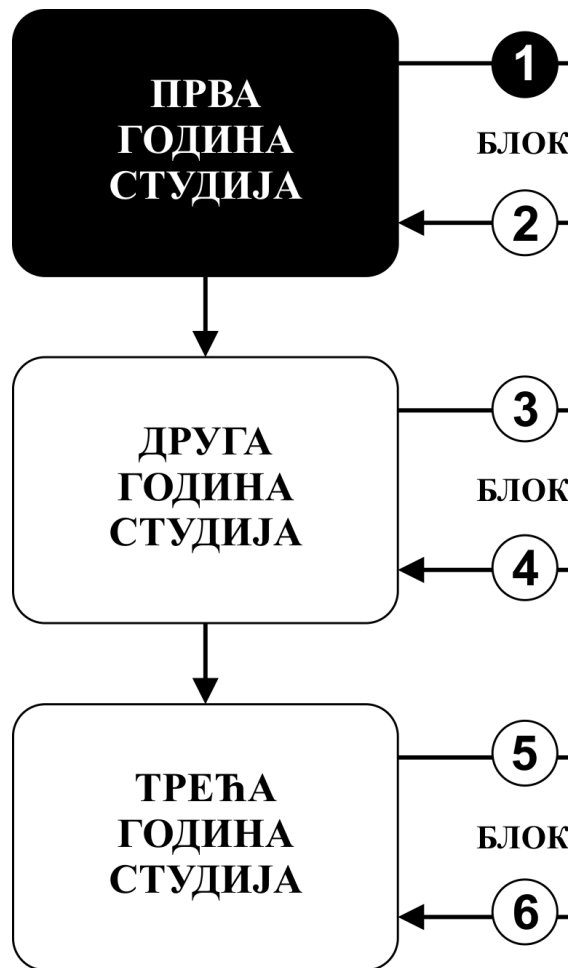 ПРВА
ГОДИНА
СТУДИЈА
1
БЛОК
2
ДРУГА
ГОДИНА
СТУДИЈА
3
БЛОК
4
ТРЕЋА
ГОДИНА
СТУДИЈА
5
БЛОК
6